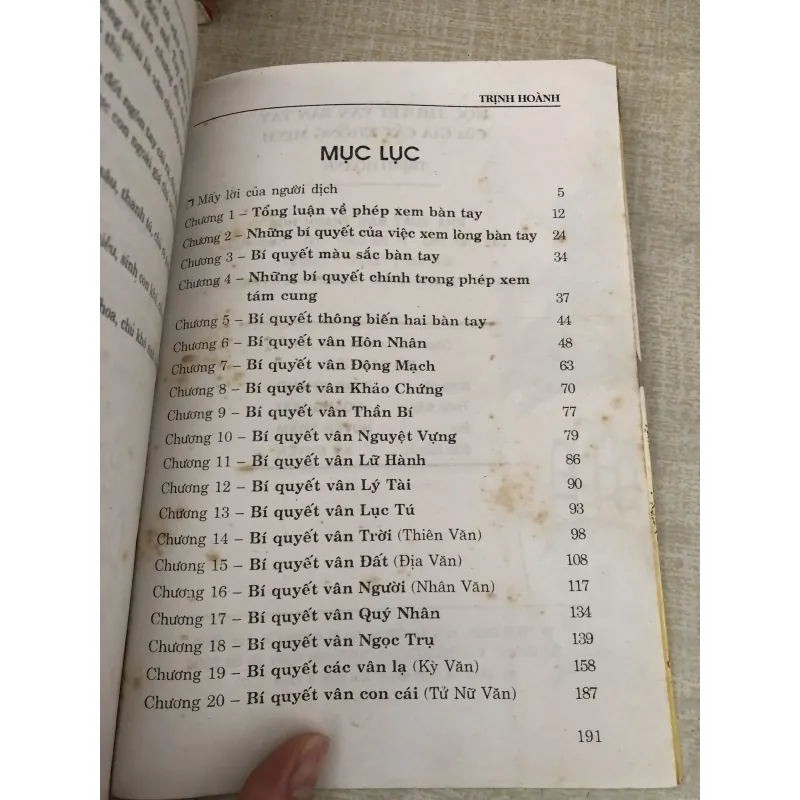 TRỊNH HOÀNH
MỤC LỤC
Mấy lời của người dịch 5
Chương 1 – Tổng luận về phép xem bàn tay 12
Chương 2 – Những bí quyết của việc xem lòng bàn tay 24
Chương 3 – Bí quyết màu sắc bàn tay 34
Chương 4 – Những bí quyết chính trong phép xem
tám cung 37
Chương 5 – Bí quyết thông biến hai bàn tay 44
Chương 6 – Bí quyết vân Hôn Nhân 48
Chương 7 – Bí quyết vân Động Mạch 63
Chương 8 – Bí quyết vân Khảo Chứng 70
Chương 9 – Bí quyết vân Thần Bí 77
Chương 10 – Bí quyết vân Nguyệt Vựng 79
Chương 11 – Bí quyết vân Lữ Hành 86
Chương 12 – Bí quyết vân Lý Tài 90
Chương 13 – Bí quyết vân Lục Tú 93
Chương 14 – Bí quyết vân Trời (Thiên Văn) 98
Chương 15 – Bí quyết vân Đất (Địa Văn) 108
Chương 16 – Bí quyết vân Người (Nhân Văn) 117
Chương 17 – Bí quyết vân Quý Nhân 134
Chương 18 – Bí quyết vân Ngọc Trụ 139
Chương 19 – Bí quyết các vân lạ (Kỳ Văn) 158
Chương 20 – Bí quyết vân con cái (Tử Nữ Văn) 187
191